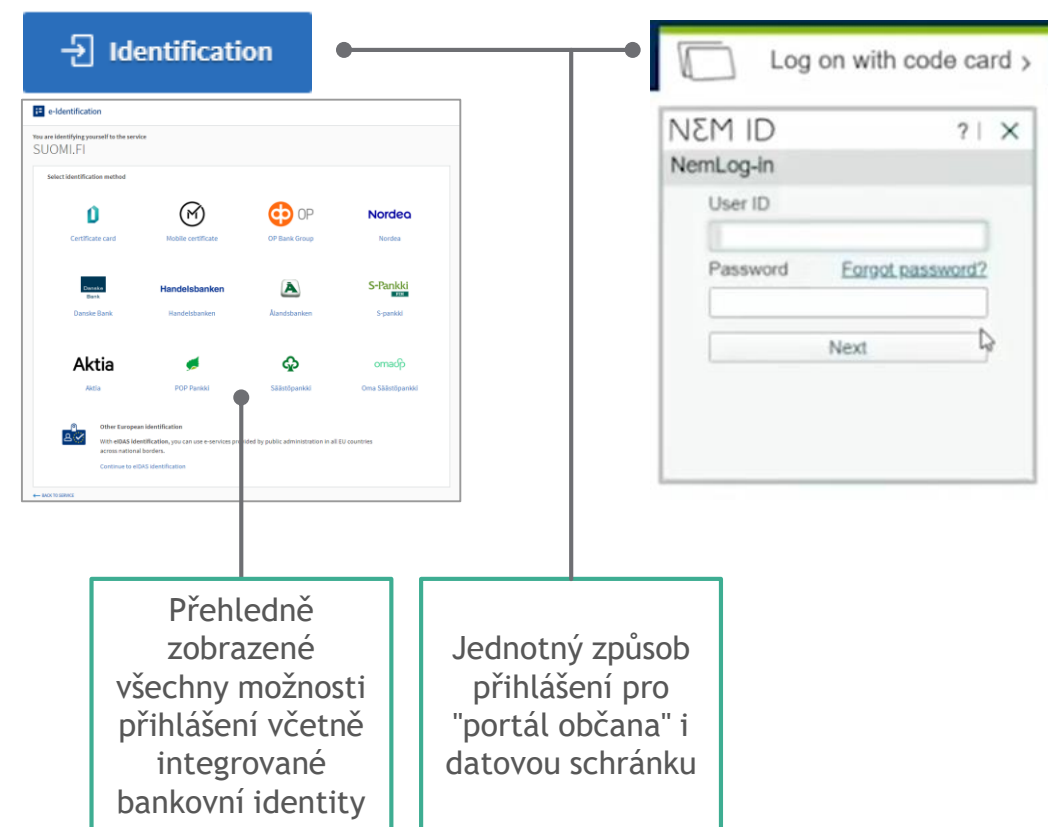 Identification
e-Identification
You are identifying yourself to the service
SUOMI.FI
Select identification method
OP
Nordea
Certificate card
Mobile certificate
OP Bank Group
Nordea
Danske
Bank
Handelsbanken
S-Pankki
Danske Bank
Handelsbanken
Ålandsbanken
S-pankki
Aktia
omasp
Aktia
POP Pankki
Säästöpankki
Oma Säästöpankki
Other European identification
With eIDAS identification, you can use e-services provided by public administration in all EU countries
across national borders.
Continue to eIDAS identification
← BACK TO SERVICE
Log on with code card >
NEM ID ? | X
NemLog-in
User ID
Password Forgot password?
Next
Přehledně
zobrazené
všechny možnosti
přihlášení včetně
integrované
bankovní identity
Jednotný způsob
přihlášení pro
"portál občana" i
datovou schránku